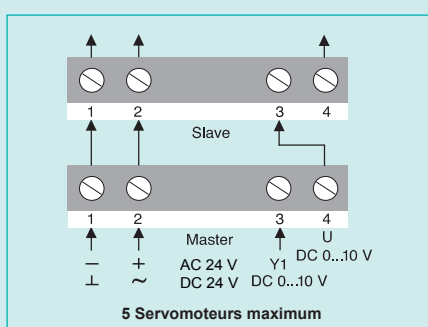 1 2 3 4
Slave
1 2 3 4
Master U
− + AC 24 V Y1 DC 0...10 V
⊥ ~ DC 24 V DC 0...10 V
5 Servomoteurs maximum